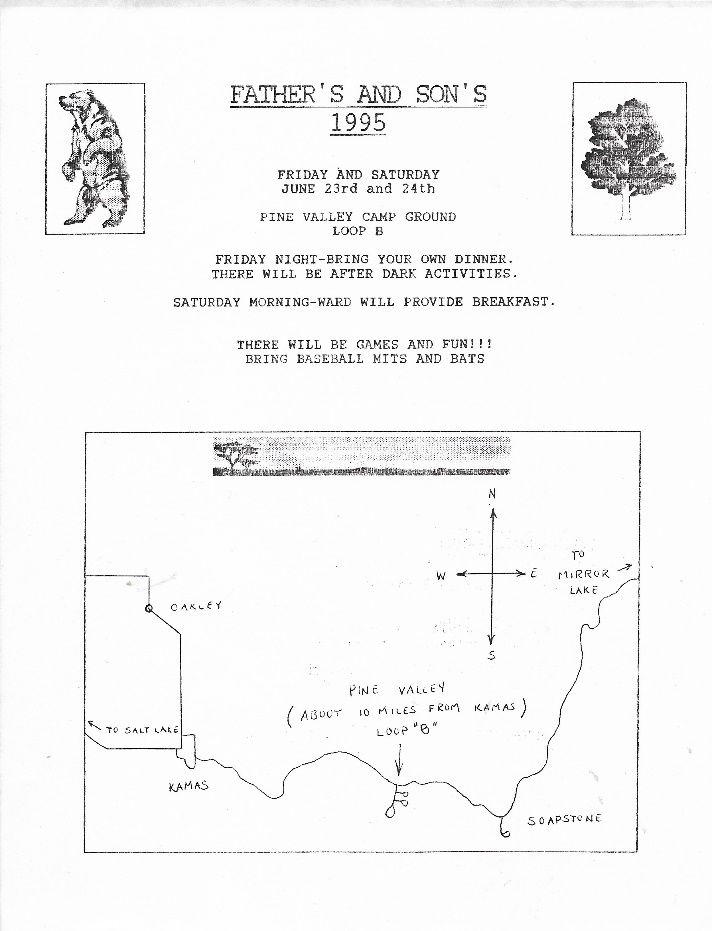 FATHER'S AND SON'S
1995
FRIDAY AND SATURDAY
JUNE 23rd and 24th
PINE VALLEY CAMP GROUND
LOOP B
FRIDAY NIGHT-BRING YOUR OWN DINNER.
THERE WILL BE AFTER DARK ACTIVITIES.
SATURDAY MORNING-WARD WILL PROVIDE BREAKFAST.
THERE WILL BE GAMES AND FUN!!!
BRING BASEBALL MITS AND BATS
N
W
E
S
TO
MIRROR
LAKE
OAKLEY
PINE VALLEY
(ABOUT 10 MILES FROM KAMAS)
LOOP "B"
TO SALT LAKE
KAMAS
SOAPSTONE